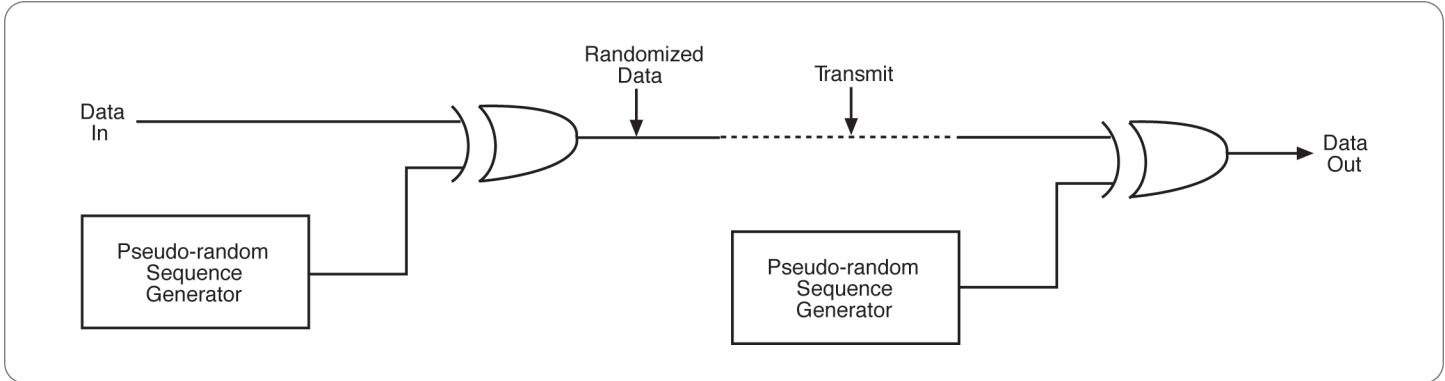 Data
In
Pseudo-random
Sequence
Generator
Randomized
Data
Transmit
Pseudo-random
Sequence
Generator
Data
Out